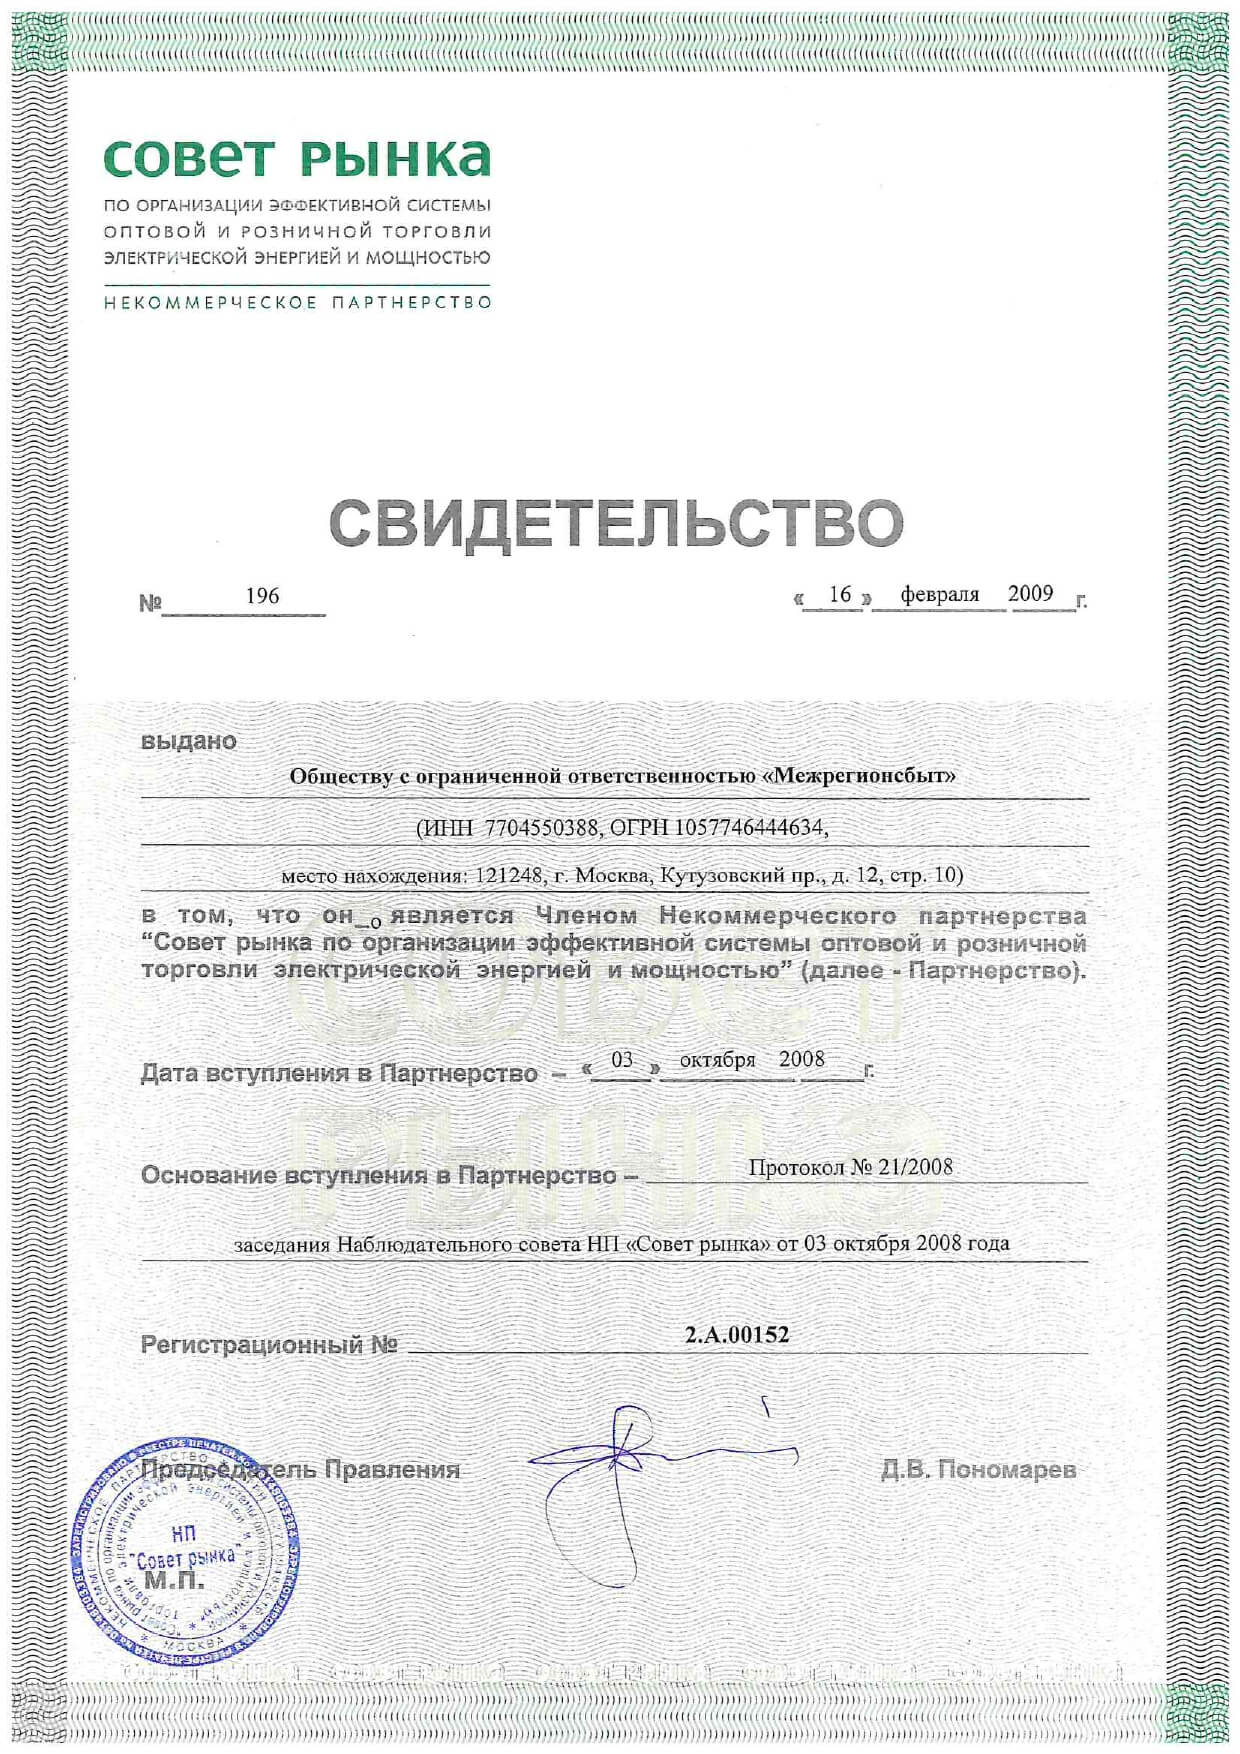 совет рынка
ПО ОРГАНИЗАЦИИ ЭФФЕКТИВНОЙ СИСТЕМЫ
ОПТОВОЙ И РОЗНИЧНОЙ ТОРГОВЛИ
ЭЛЕКТРИЧЕСКОЙ ЭНЕРГИЕЙ И МОЩНОСТЬЮ
НЕКОММЕРЧЕСКОЕ ПАРТНЕРСТВО
СВИДЕТЕЛЬСТВО
№ 196 « 16 » февраля 2009 г.
выдано
Обществу с ограниченной ответственностью «Межрегионсбыт»
(ИНН 7704550388, ОГРН 1057746444634,
место нахождения: 121248, г. Москва, Кутузовский пр., д. 12, стр. 10)
в том, что он_о является Членом Некоммерческого партнерства
“Совет рынка по организации эффективной системы оптовой и розничной
торговли электрической энергией и мощностью” (далее - Партнерство).
Дата вступления в Партнерство – « 03 » октября 2008 г.
Основание вступления в Партнерство – Протокол № 21/2008
заседания Наблюдательного совета НП «Совет рынка» от 03 октября 2008 года
Регистрационный № 2.А.00152
Председатель Правления Д.В. Пономарев
НП
"Совет рынка"
М.П.
МОСКВА